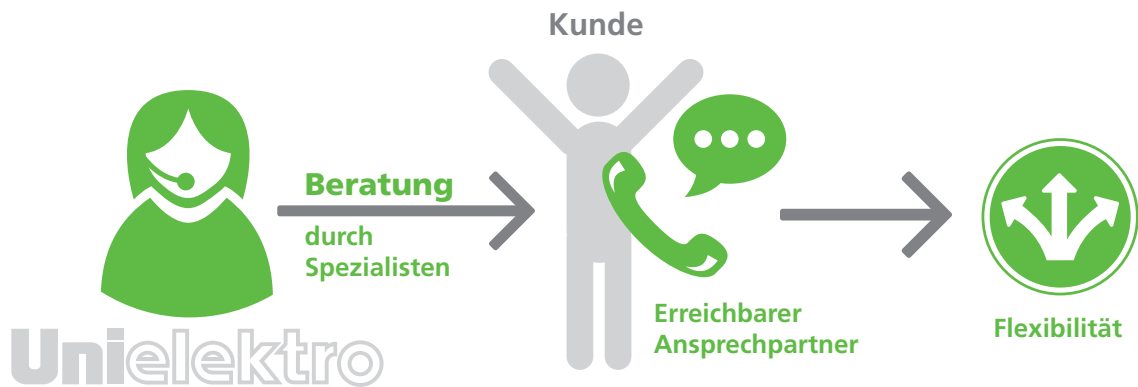 Kunde
Beratung
durch
Spezialisten
Erreichbarer
Ansprechpartner
Flexibilität
Unielektro